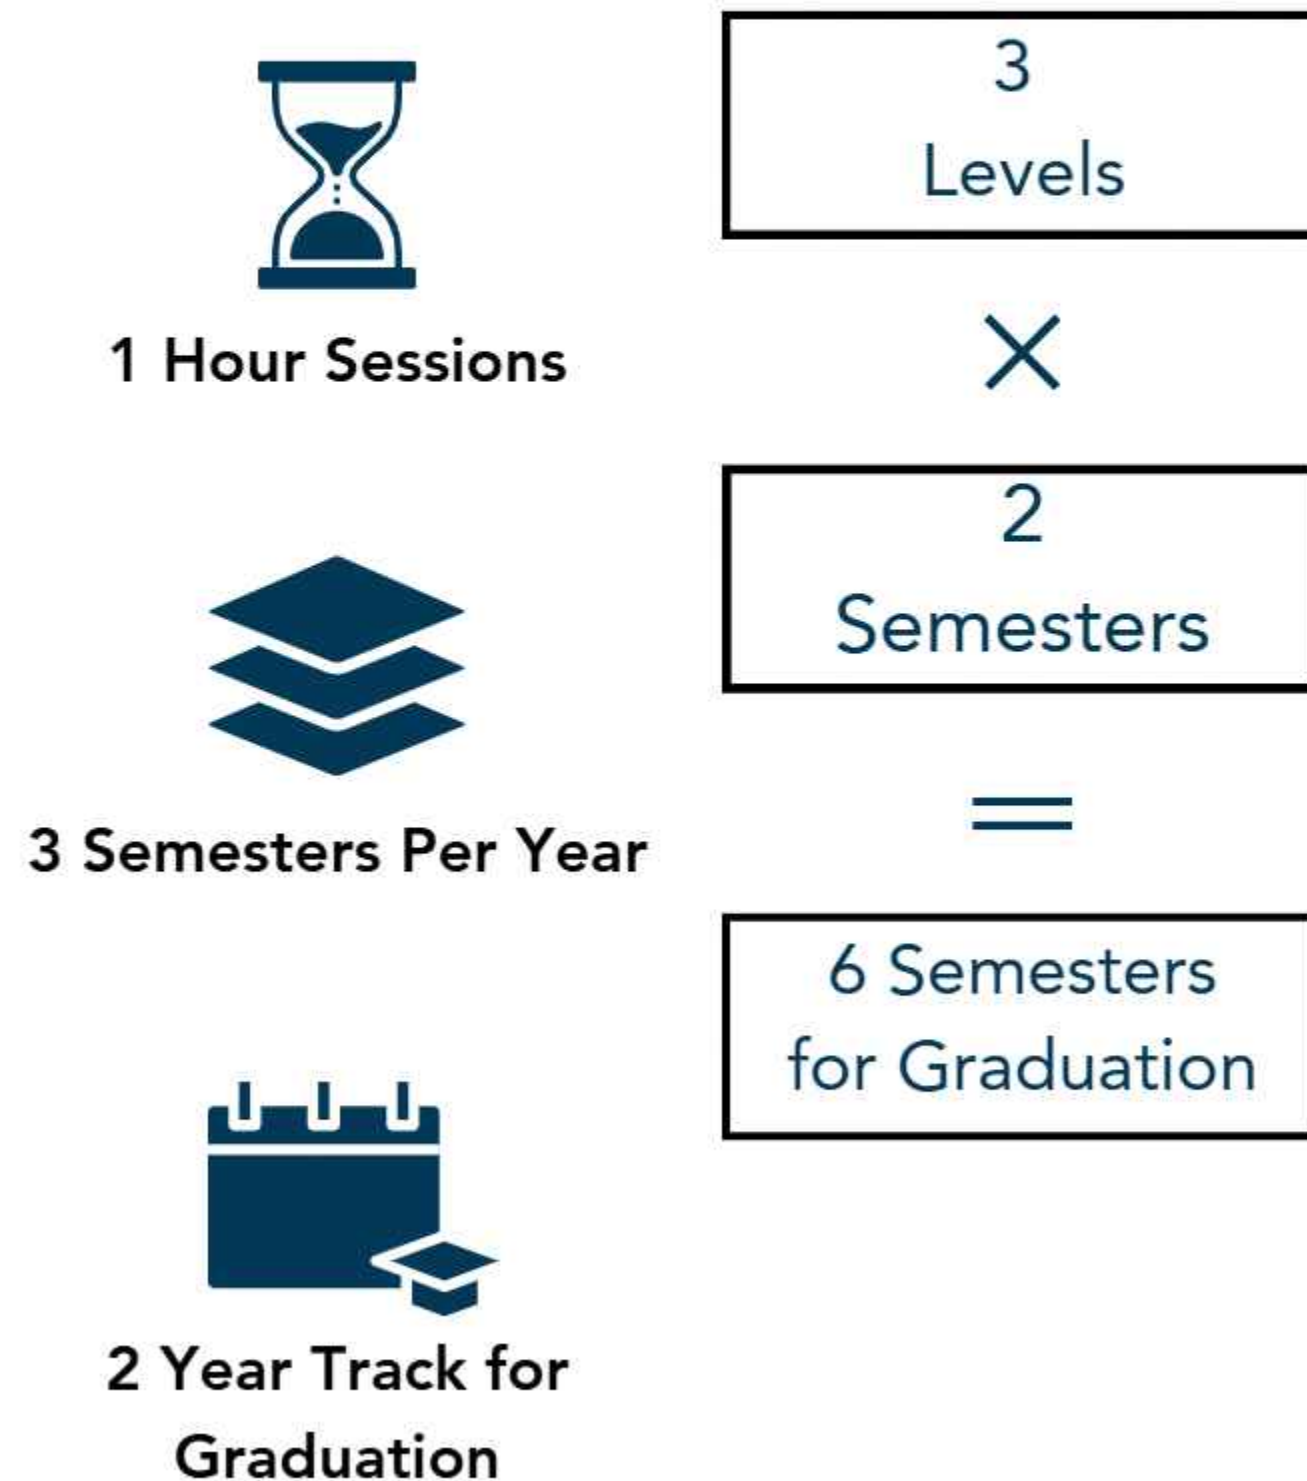 1 Hour Sessions
3 Semesters Per Year
2 Year Track for
Graduation
3
Levels
×
2
Semesters
=
6 Semesters
for Graduation